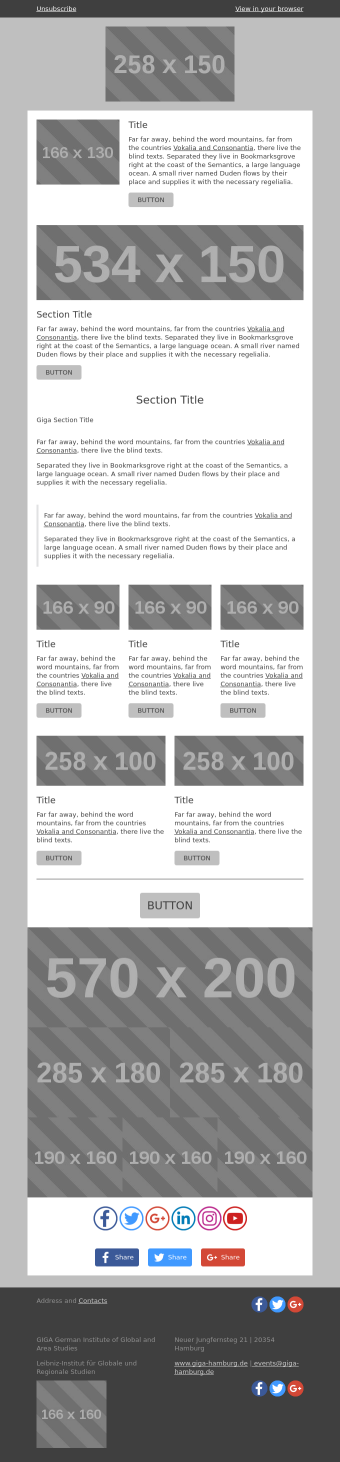 Unsubscribe
View in your browser
258 x 150
166 x 130
Title
Far far away, behind the word mountains, far from
the countries Vokalia and Consonantia, there live the
blind texts. Separated they live in Bookmarksgrove
right at the coast of the Semantics, a large language
ocean. A small river named Duden flows by their
place and supplies it with the necessary regelialia.
BUTTON
534 x 150
Section Title
Far far away, behind the word mountains, far from the countries Vokalia and
Consonantia, there live the blind texts. Separated they live in Bookmarksgrove
right at the coast of the Semantics, a large language ocean. A small river named
Duden flows by their place and supplies it with the necessary regelialia.
BUTTON
Section Title
Giga Section Title
Far far away, behind the word mountains, far from the countries Vokalia and
Consonantia, there live the blind texts.
Separated they live in Bookmarksgrove right at the coast of the Semantics, a
large language ocean. A small river named Duden flows by their place and
supplies it with the necessary regelialia.
Far far away, behind the word mountains, far from the countries Vokalia and
Consonantia, there live the blind texts.
Separated they live in Bookmarksgrove right at the coast of the Semantics, a
large language ocean. A small river named Duden flows by their place and
supplies it with the necessary regelialia.
166 x 90
Title
Far far away, behind the
word mountains, far from
the countries Vokalia and
Consonantia, there live
the blind texts.
BUTTON
166 x 90
Title
Far far away, behind the
word mountains, far from
the countries Vokalia and
Consonantia, there live
the blind texts.
BUTTON
166 x 90
Title
Far far away, behind the
word mountains, far from
the countries Vokalia and
Consonantia, there live
the blind texts.
BUTTON
258 x 100
Title
Far far away, behind the word
mountains, far from the countries
Vokalia and Consonantia, there live the
blind texts.
BUTTON
258 x 100
Title
Far far away, behind the word
mountains, far from the countries
Vokalia and Consonantia, there live the
blind texts.
BUTTON
BUTTON
570 x 200
285 x 180
285 x 180
190 x 160
190 x 160
190 x 160
Share
Share
Share
Address and Contacts
GIGA German Institute of Global and
Area Studies
Leibniz-Institut für Globale und
Regionale Studien
166 x 160
Neuer Jungfernsteg 21 | 20354
Hamburg
www.giga-hamburg.de | events@giga-
hamburg.de